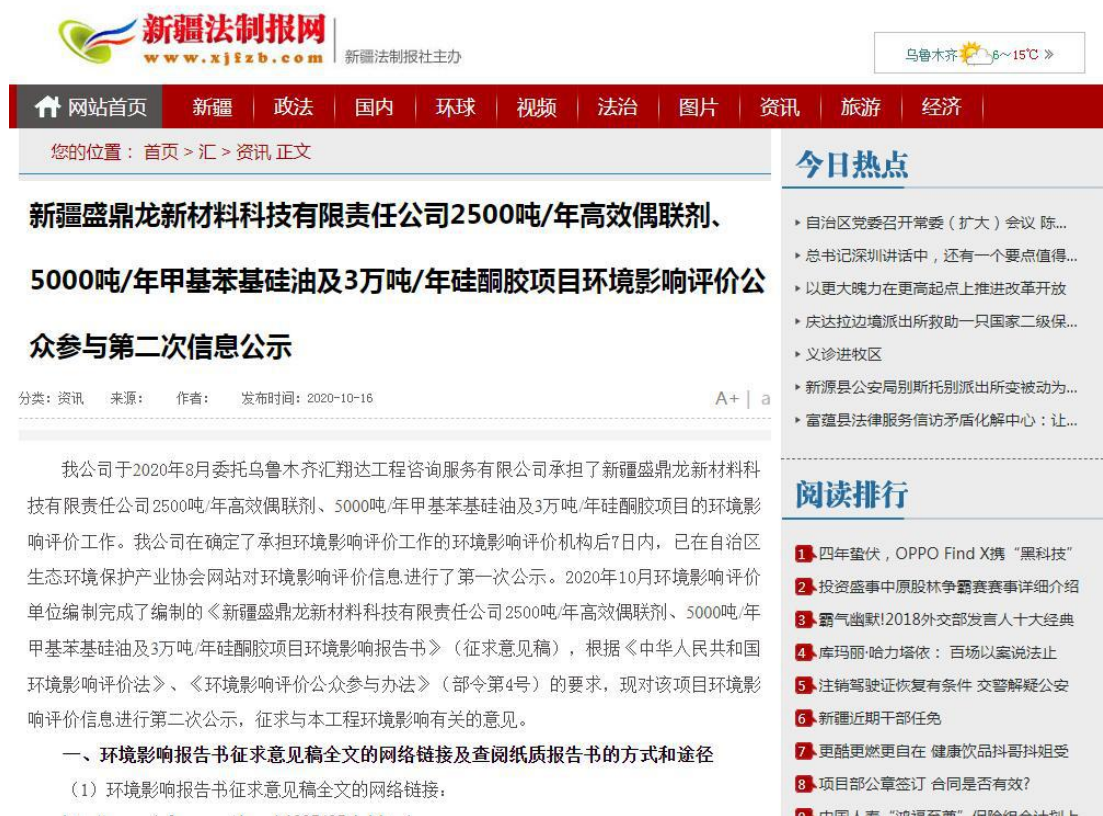 新疆法制报网
www.xjfzb.com
新疆法制报社主办
乌鲁木齐 6～15℃ »
网站首页 新疆 政法 国内 环球 视频 法治 图片 资讯 旅游 经济
您的位置： 首页 > 汇 > 资讯 正文
新疆盛鼎龙新材料科技有限责任公司2500吨/年高效偶联剂、
5000吨/年甲基苯基硅油及3万吨/年硅酮胶项目环境影响评价公
众参与第二次信息公示
分类：资讯 来源： 作者： 发布时间：2020-10-16
A+ | a
我公司于2020年8月委托乌鲁木齐汇翔达工程咨询服务有限公司承担了新疆盛鼎龙新材料科
技有限责任公司2500吨/年高效偶联剂、5000吨/年甲基苯基硅油及3万吨/年硅酮胶项目的环境影
响评价工作。我公司在确定了承担环境影响评价工作的环境影响评价机构后7日内，已在自治区
生态环境保护产业协会网站对环境影响评价信息进行了第一次公示。2020年10月环境影响评价
单位编制完成了编制的《新疆盛鼎龙新材料科技有限责任公司2500吨/年高效偶联剂、5000吨/年
甲基苯基硅油及3万吨/年硅酮胶项目环境影响报告书》（征求意见稿），根据《中华人民共和国
环境影响评价法》、《环境影响评价公众参与办法》（部令第4号）的要求，现对该项目环境影
响评价信息进行第二次公示，征求与本工程环境影响有关的意见。
一、环境影响报告书征求意见稿全文的网络链接及查阅纸质报告书的方式和途径
（1）环境影响报告书征求意见稿全文的网络链接：
今日热点
自治区党委召开常委（扩大）会议 陈...
总书记深圳讲话中，还有一个要点值得...
以更大魄力在更高起点上推进改革开放
庆达拉边境派出所救助一只国家二级保...
义诊进牧区
新源县公安局别斯托别派出所变被动为...
富蕴县法律服务信访矛盾化解中心：让...
阅读排行
1 四年蛰伏，OPPO Find X携“黑科技”
2 投资盛事中原股林争霸赛赛事详细介绍
3 霸气幽默!2018外交部发言人十大经典
4 库玛丽·哈力塔依： 百场以案说法止
5 注销驾驶证恢复有条件 交警解疑公安
6 新疆近期干部任免
7 更酷更燃更自在 健康饮品抖哥抖姐受
8 项目部公章签订 合同是否有效?